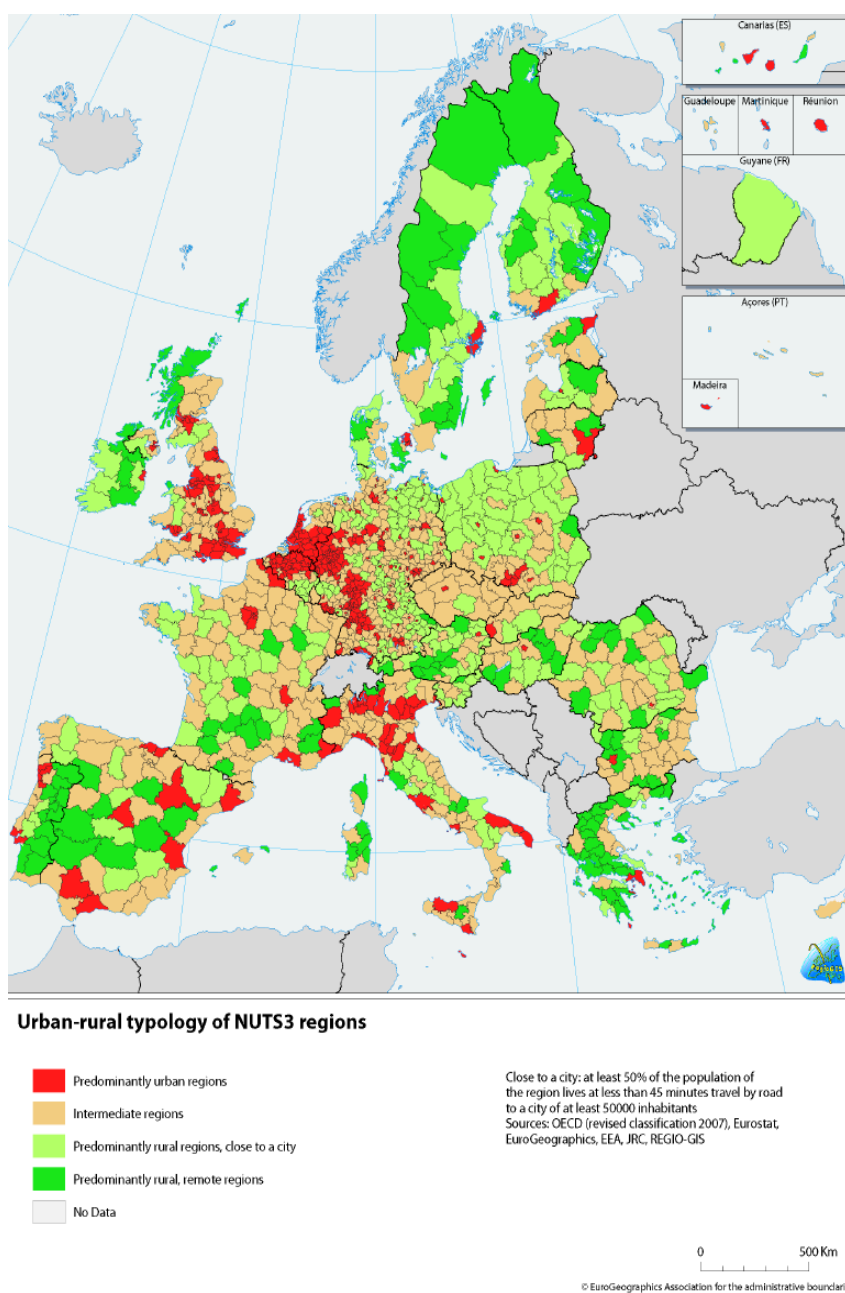 Canarias (ES)
Guadeloupe Martinique Réunion
Guyane (FR)
Açores (PT)
Madeira
Urban-rural typology of NUTS3 regions
Predominantly urban regions
Intermediate regions
Predominantly rural regions, close to a city
Predominantly rural, remote regions
No Data
Close to a city: at least 50% of the population of
the region lives at less than 45 minutes travel by road
to a city of at least 50000 inhabitants
Sources: OECD (revised classification 2007), Eurostat,
EuroGeographics, EEA, JRC, REGIO-GIS
0 500 Km
© EuroGeographics Association for the administrative boundari